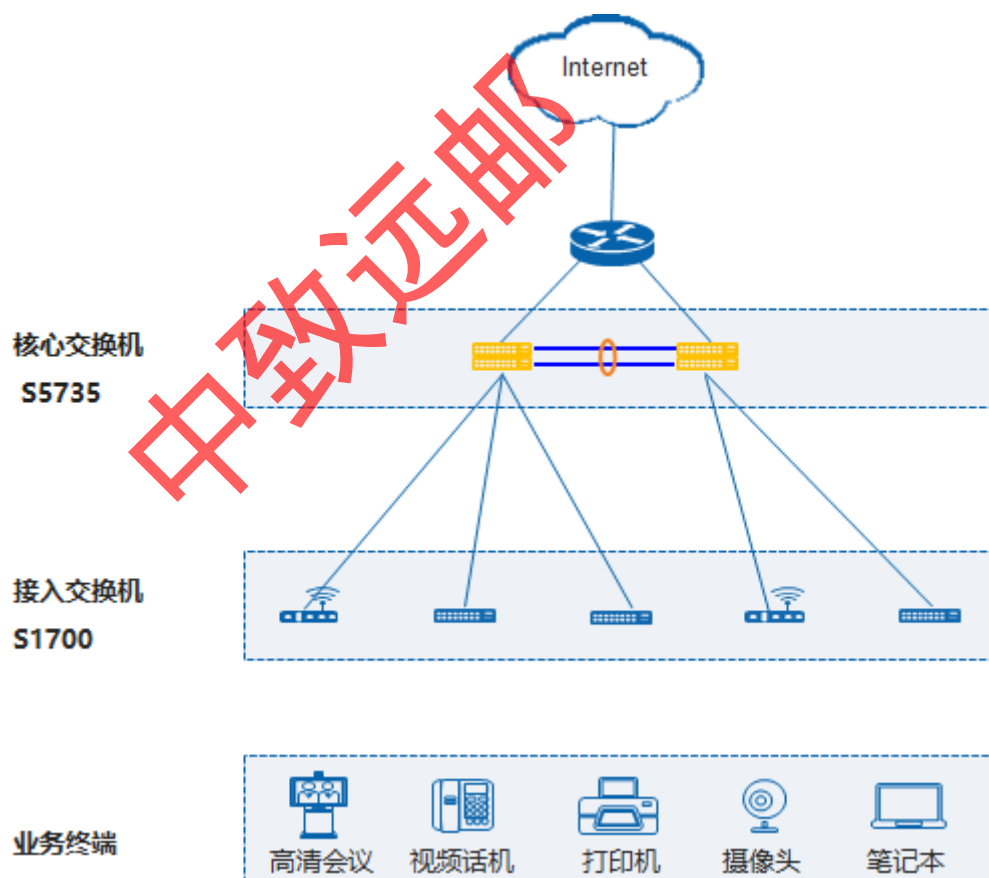 Internet
核心交换机
S5735
接入交换机
S1700
业务终端
高清会议
视频话机
打印机
摄像头
笔记本
中致远邮